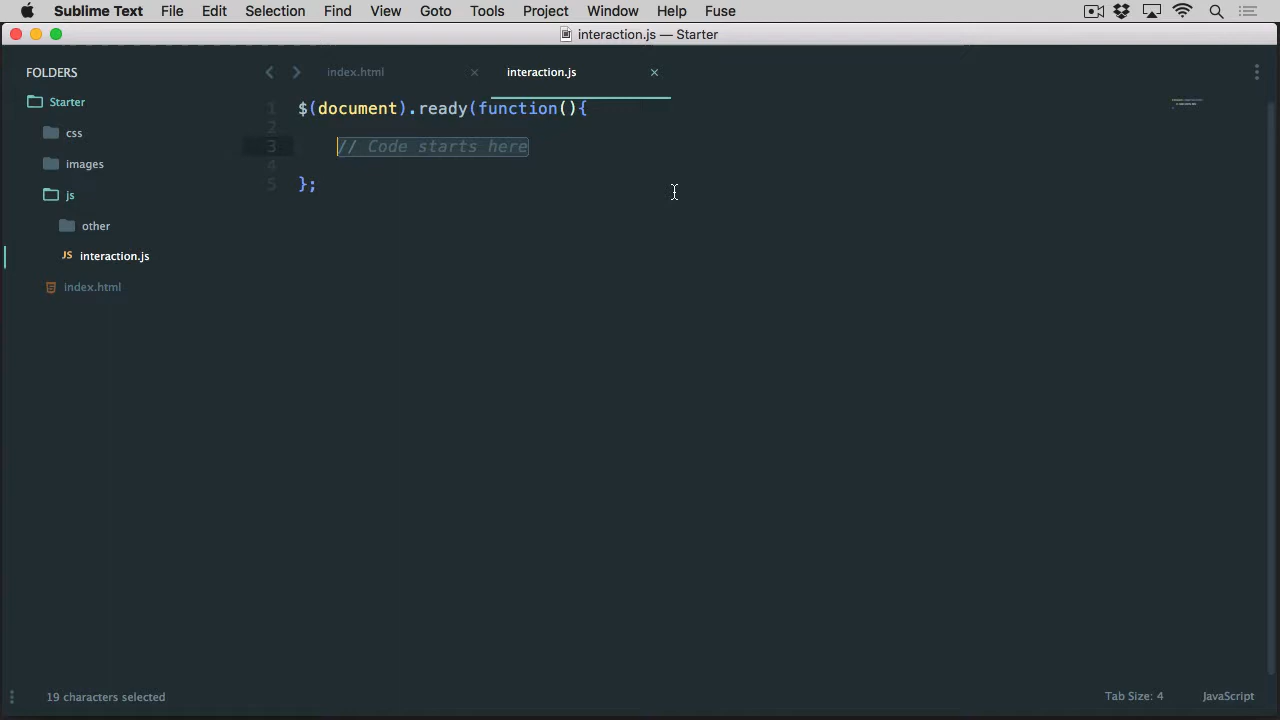 Sublime Text File Edit Selection Find View Goto Tools Project Window Help Fuse
interaction.js — Starter
FOLDERS
Starter
css
images
js
other
JS interaction.js
index.html
index.html × interaction.js ×
1 $(document).ready(function(){
2
3 // Code starts here
4
5 };
19 characters selected Tab Size: 4 JavaScript